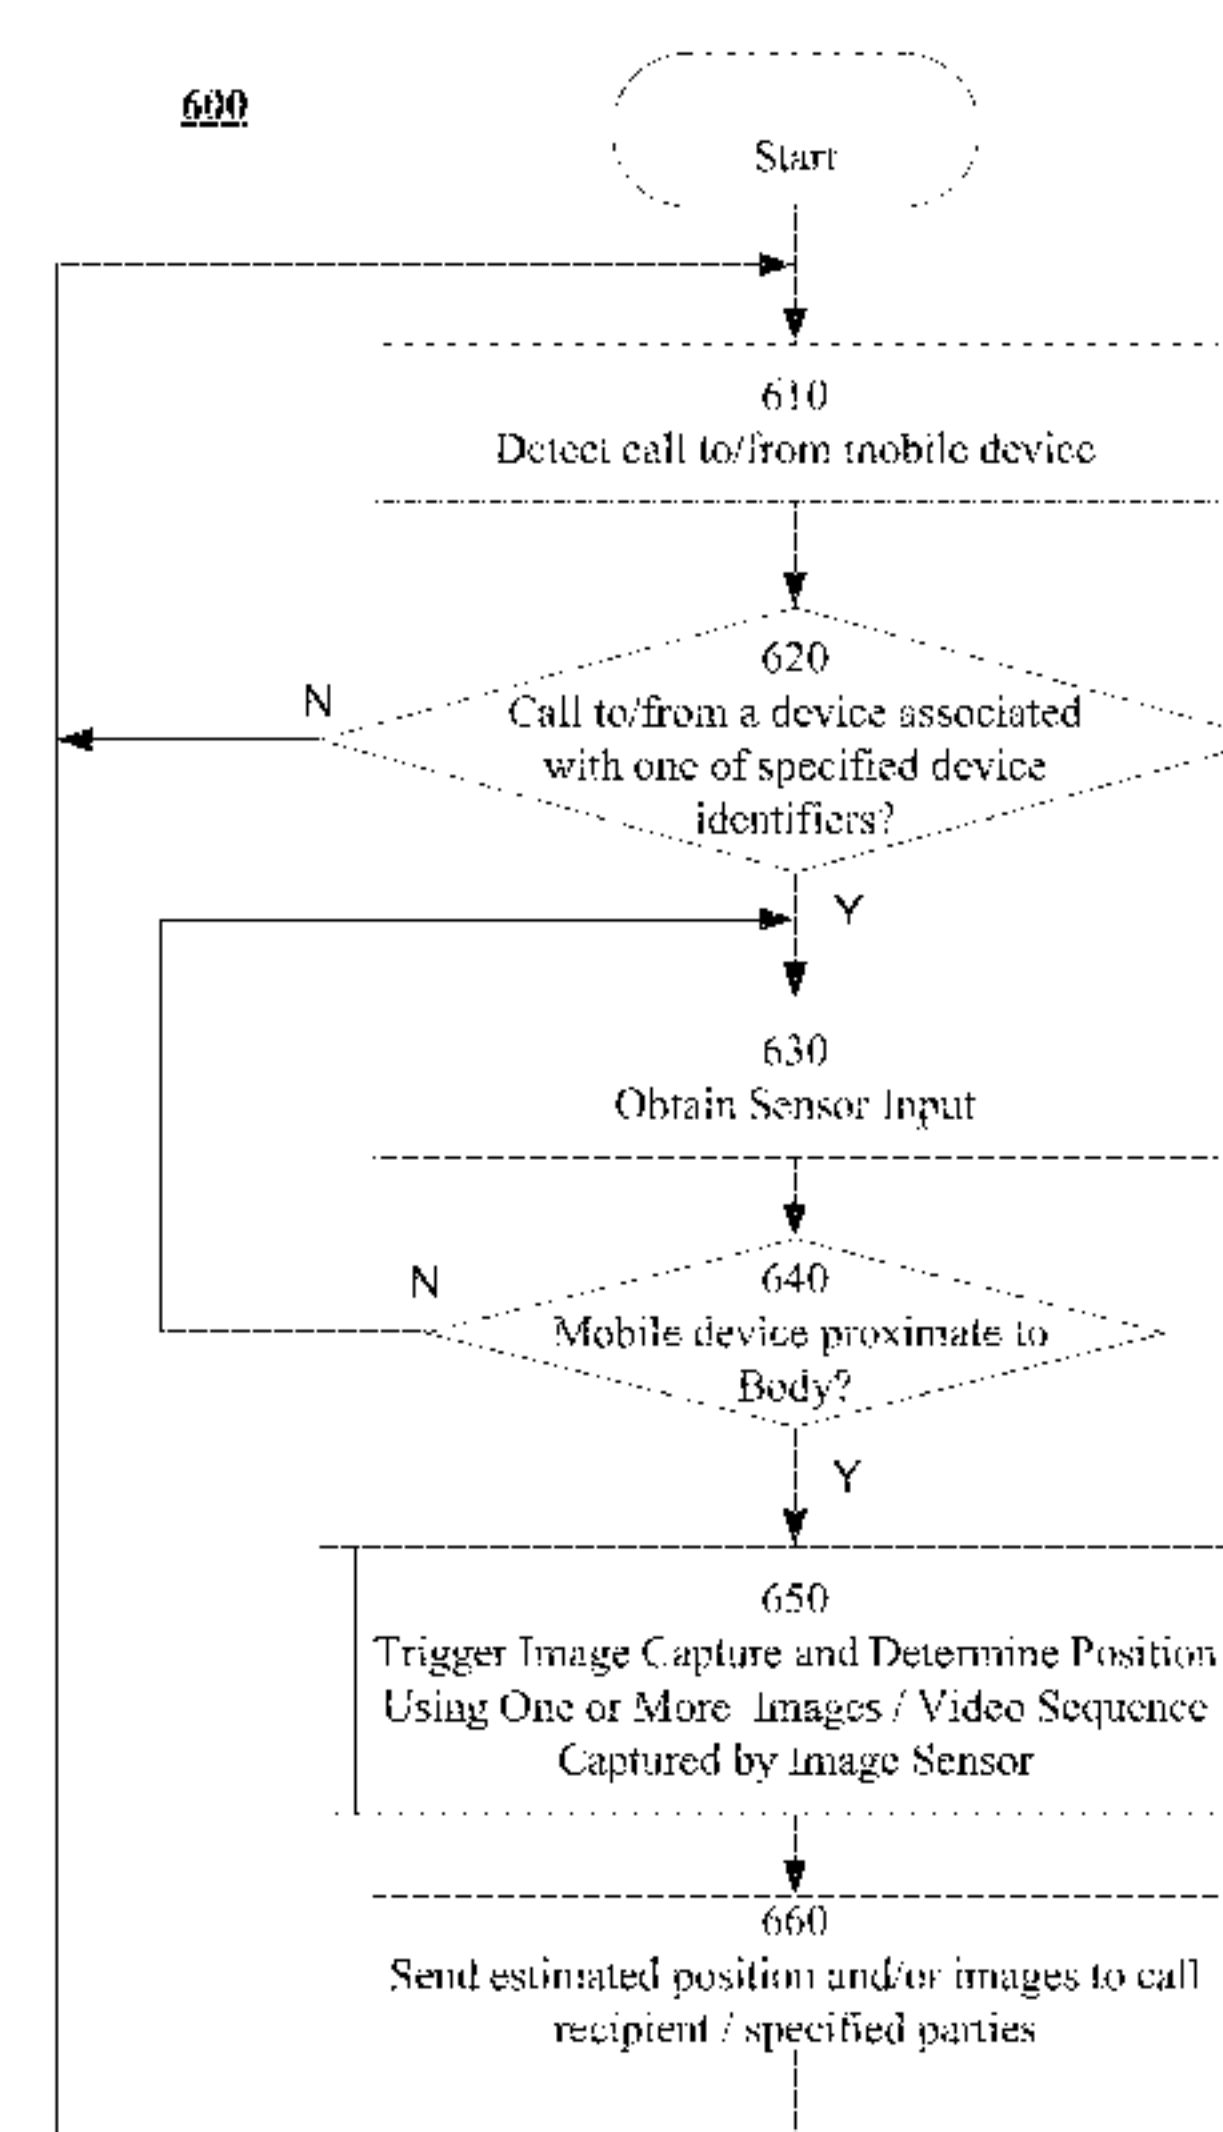 600
Start
610
Detect call to/from mobile device
620
N
Call to/from a device associated
with one of specified device
identifiers?
Y
630
Obtain Sensor Input
640
N
Mobile device proximate to
Body?
Y
650
Trigger Image Capture and Determine Position
Using One or More Images / Video Sequence
Captured by Image Sensor
660
Send estimated position and/or images to call
recipient / specified parties